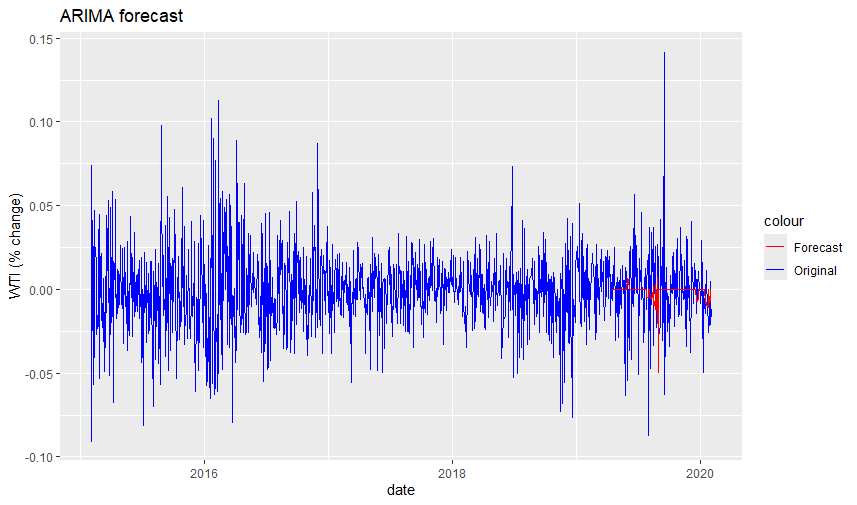 ARIMA forecast
0.15
0.10
0.05
0.00
-0.05
-0.10
WTI (% change)
2016
2018
2020
date
colour
Forecast
Original